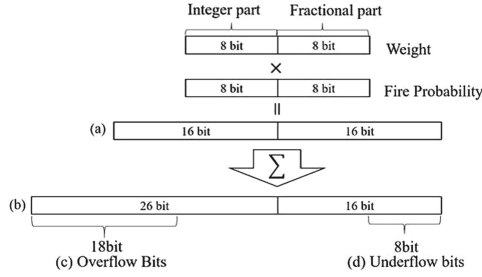 Integer part Fractional part
8 bit 8 bit Weight
×
8 bit 8 bit Fire Probability
=
(a) 16 bit 16 bit
Σ
(b) 26 bit 16 bit
18bit 8bit
(c) Overflow Bits (d) Underflow bits